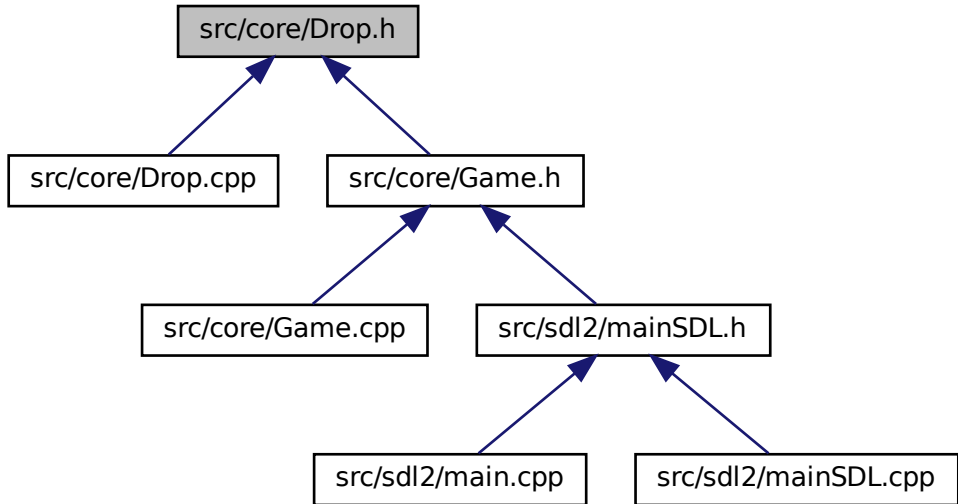 src/core/Drop.h
src/core/Drop.cpp
src/core/Game.h
src/core/Game.cpp
src/sdl2/mainSDL.h
src/sdl2/main.cpp
src/sdl2/mainSDL.cpp